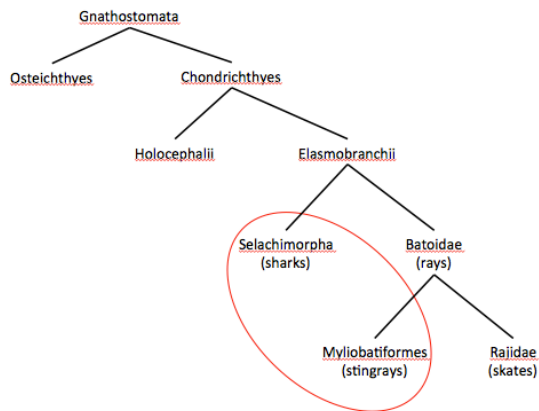 Gnathostomata
Osteichthyes
Chondrichthyes
Holocephalii
Elasmobranchii
Selachimorpha
(sharks)
Batoidae
(rays)
Myliobatiformes
(stingrays)
Rajidae
(skates)